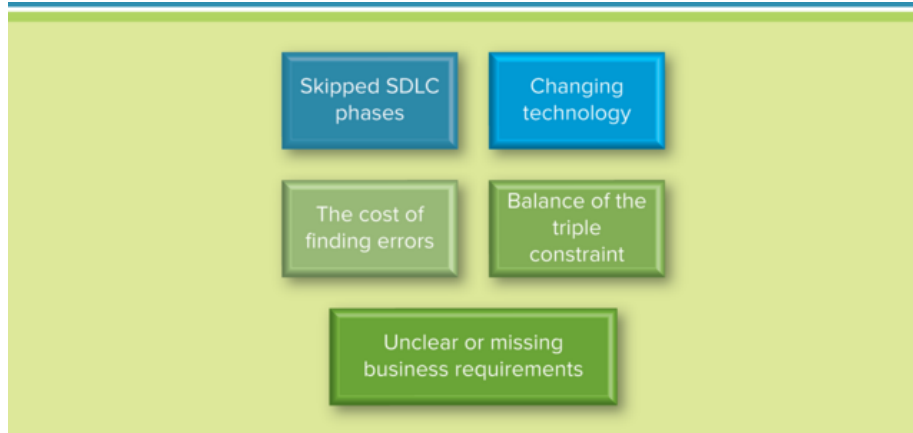 Skipped SDLC
phases
Changing
technology
The cost of
finding errors
Balance of the
triple
constraint
Unclear or missing
business requirements